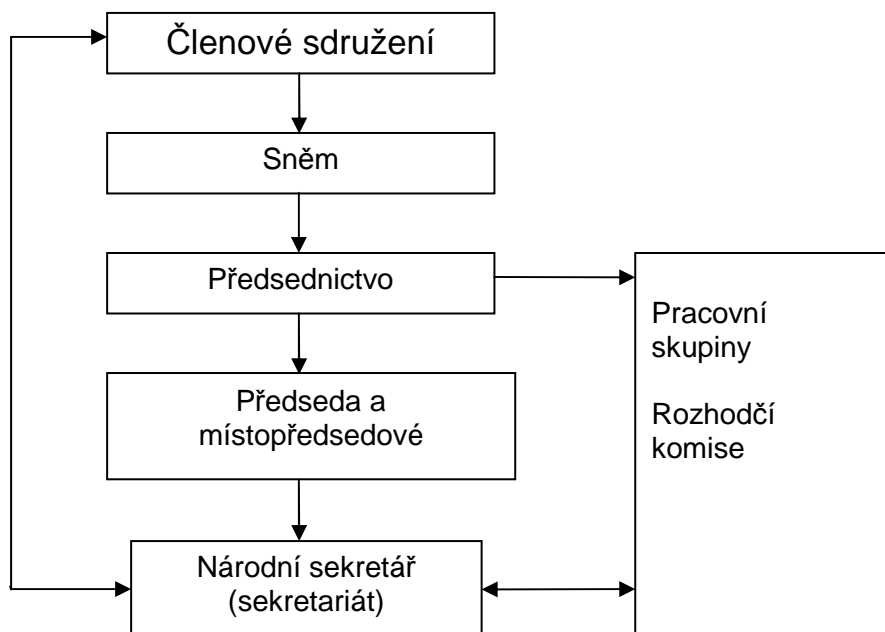 Členové sdružení
Sněm
Předsednictvo
Předseda a
místopředsedové
Národní sekretář
(sekretariát)
Pracovní
skupiny
Rozhodčí
komise